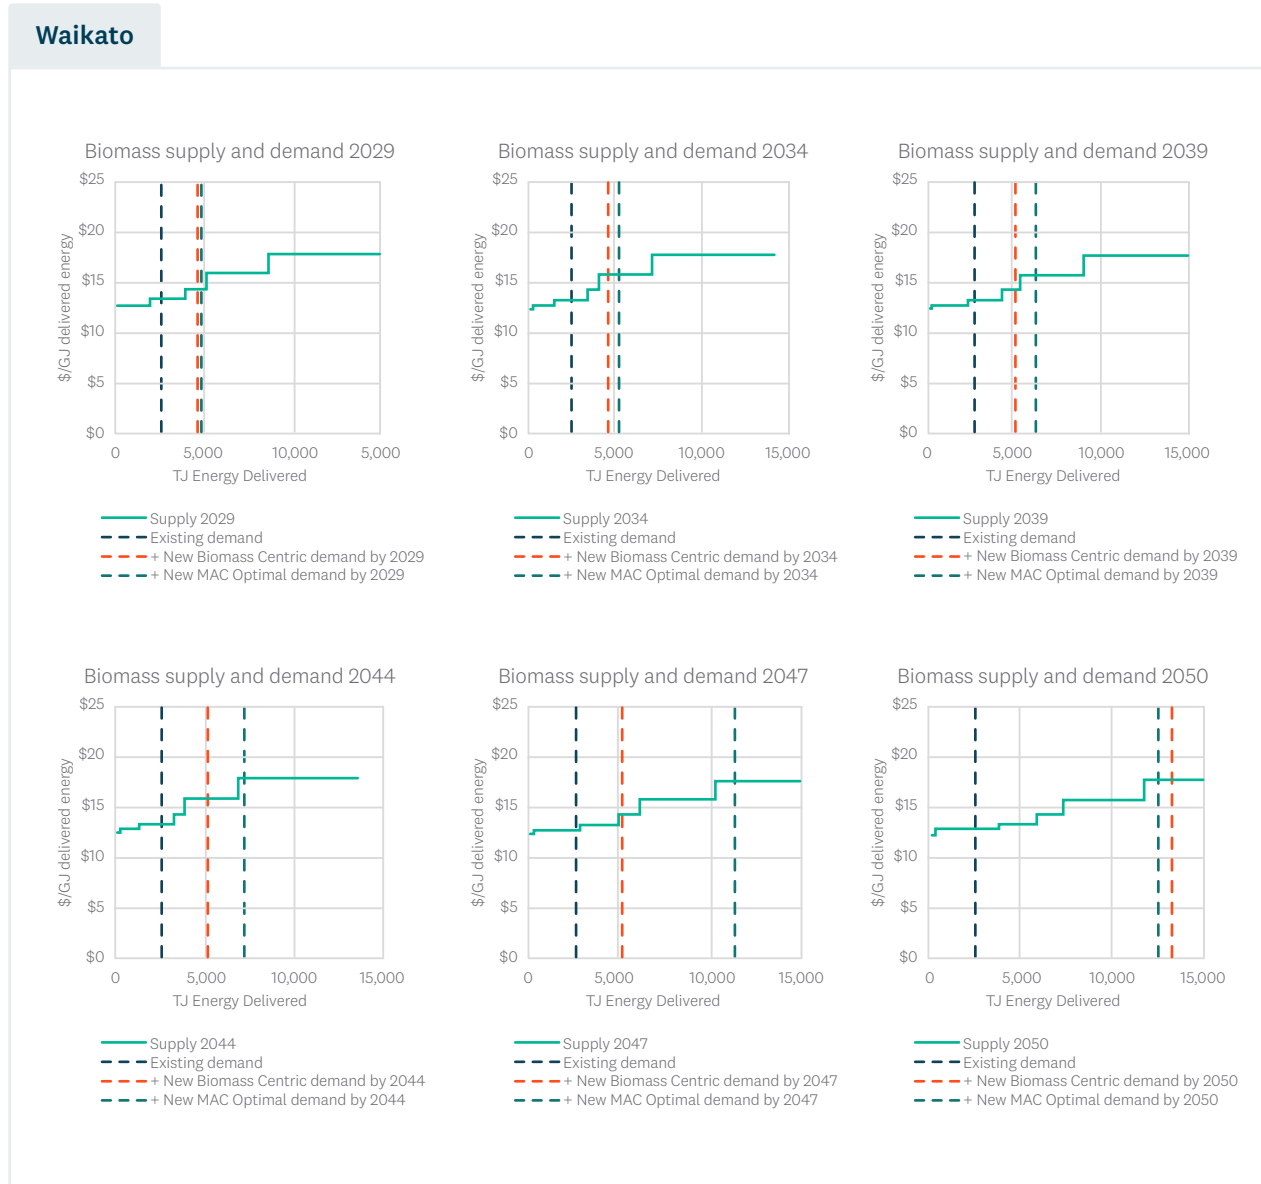 Waikato
Biomass supply and demand 2029
$25
$20
$15
$10
$5
$0
$/GJ delivered energy
0 5,000 10,000 5,000
TJ Energy Delivered
Supply 2029
Existing demand
+ New Biomass Centric demand by 2029
+ New MAC Optimal demand by 2029
Biomass supply and demand 2034
$25
$20
$15
$10
$5
$0
$/GJ delivered energy
0 5,000 10,000 15,000
TJ Energy Delivered
Supply 2034
Existing demand
+ New Biomass Centric demand by 2034
+ New MAC Optimal demand by 2034
Biomass supply and demand 2039
$25
$20
$15
$10
$5
$0
$/GJ delivered energy
0 5,000 10,000 15,000
TJ Energy Delivered
Supply 2039
Existing demand
+ New Biomass Centric demand by 2039
+ New MAC Optimal demand by 2039
Biomass supply and demand 2044
$25
$20
$15
$10
$5
$0
$/GJ delivered energy
0 5,000 10,000 15,000
TJ Energy Delivered
Supply 2044
Existing demand
+ New Biomass Centric demand by 2044
+ New MAC Optimal demand by 2044
Biomass supply and demand 2047
$25
$20
$15
$10
$5
$0
$/GJ delivered energy
0 5,000 10,000 15,000
TJ Energy Delivered
Supply 2047
Existing demand
+ New Biomass Centric demand by 2047
+ New MAC Optimal demand by 2047
Biomass supply and demand 2050
$25
$20
$15
$10
$5
$0
$/GJ delivered energy
0 5,000 10,000 15,000
TJ Energy Delivered
Supply 2050
Existing demand
+ New Biomass Centric demand by 2050
+ New MAC Optimal demand by 2050